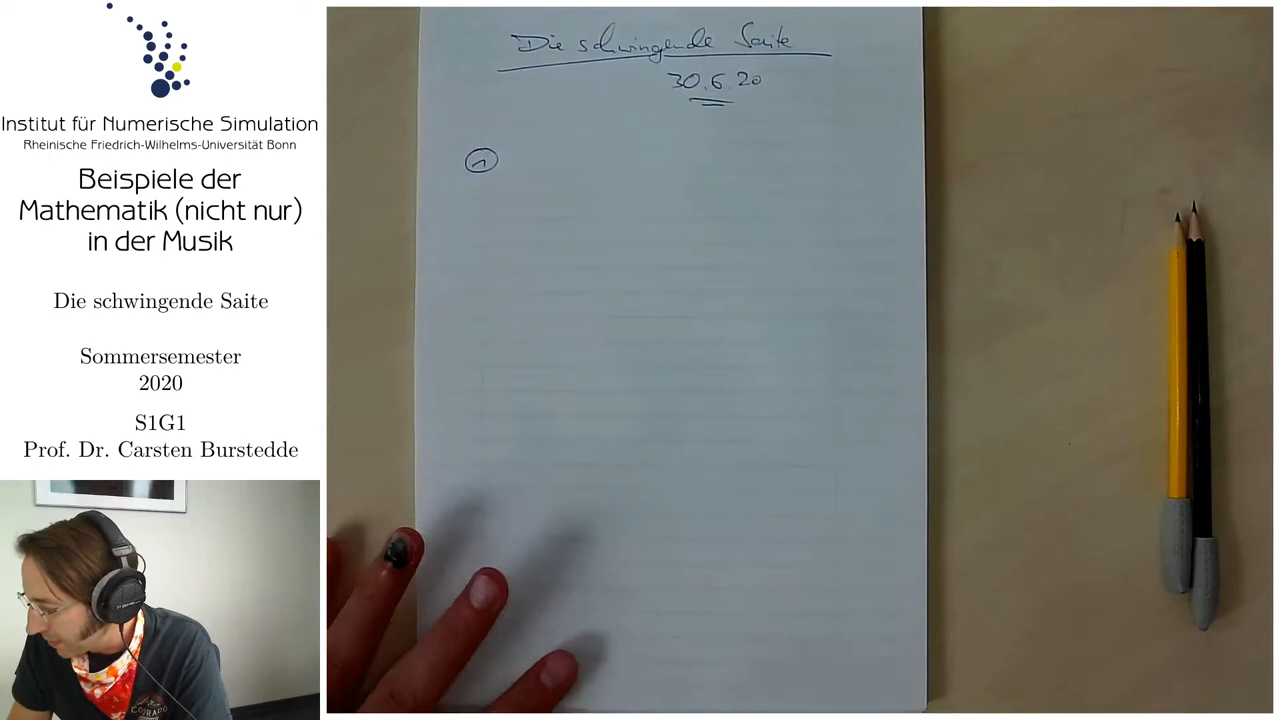 Institut für Numerische Simulation
Rheinische Friedrich-Wilhelms-Universität Bonn
Beispiele der
Mathematik (nicht nur)
in der Musik
Die schwingende Saite
Sommersemester
2020
S1G1
Prof. Dr. Carsten Burstedde
Die schwingende Saite
30.6.20
1
COLORADO